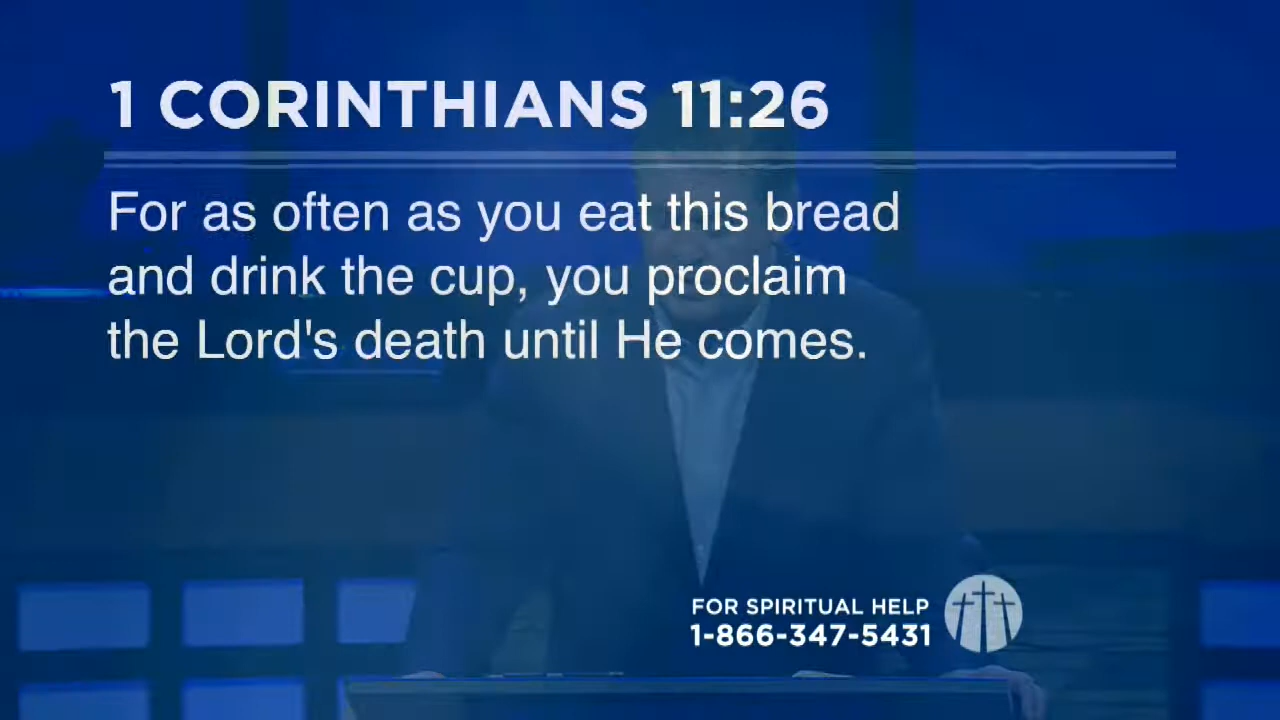 1 CORINTHIANS 11:26
For as often as you eat this bread
and drink the cup, you proclaim
the Lord's death until He comes.
FOR SPIRITUAL HELP
1-866-347-5431